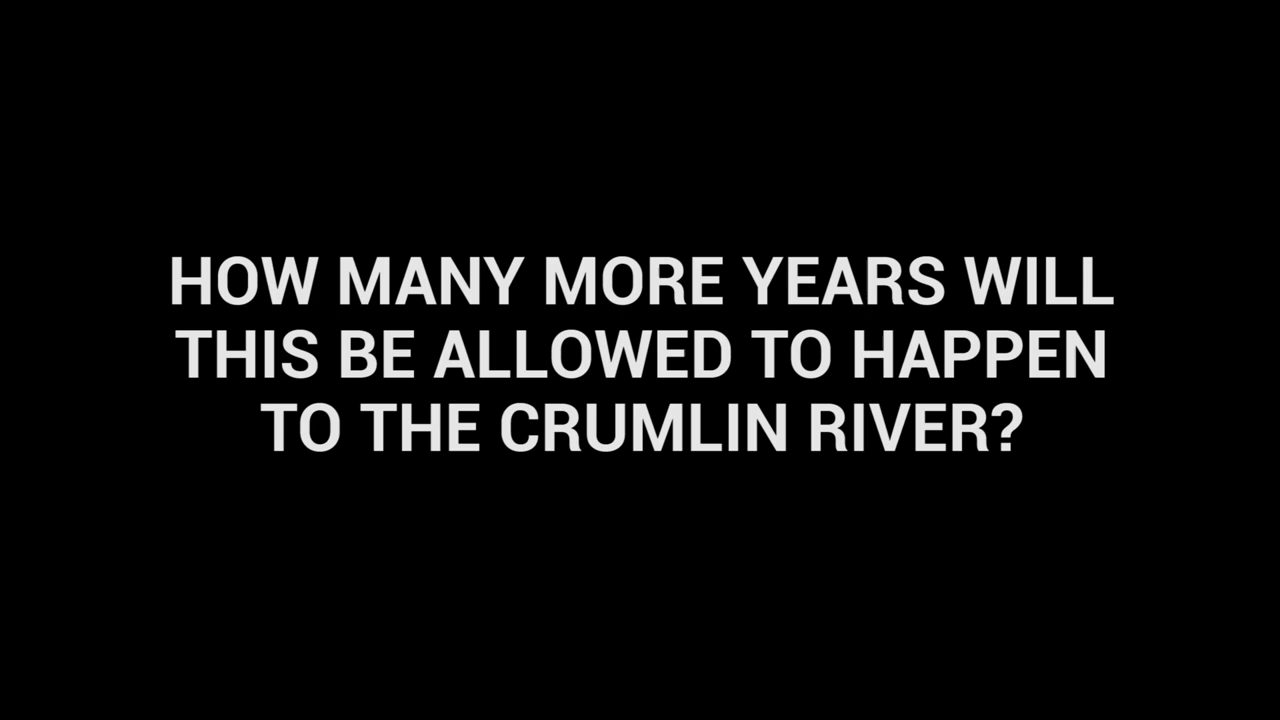 HOW MANY MORE YEARS WILL
THIS BE ALLOWED TO HAPPEN
TO THE CRUMLIN RIVER?